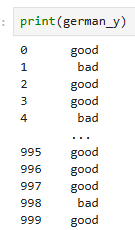 : print(german_y)
0 good
1 bad
2 good
3 good
4 bad
...
995 good
996 good
997 good
998 bad
999 good